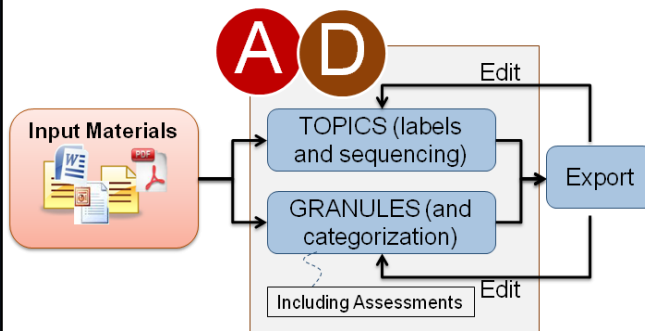 A D
Edit
Input Materials
W
PDF
TOPICS (labels
and sequencing)
Export
GRANULES (and
categorization)
Including Assessments
Edit